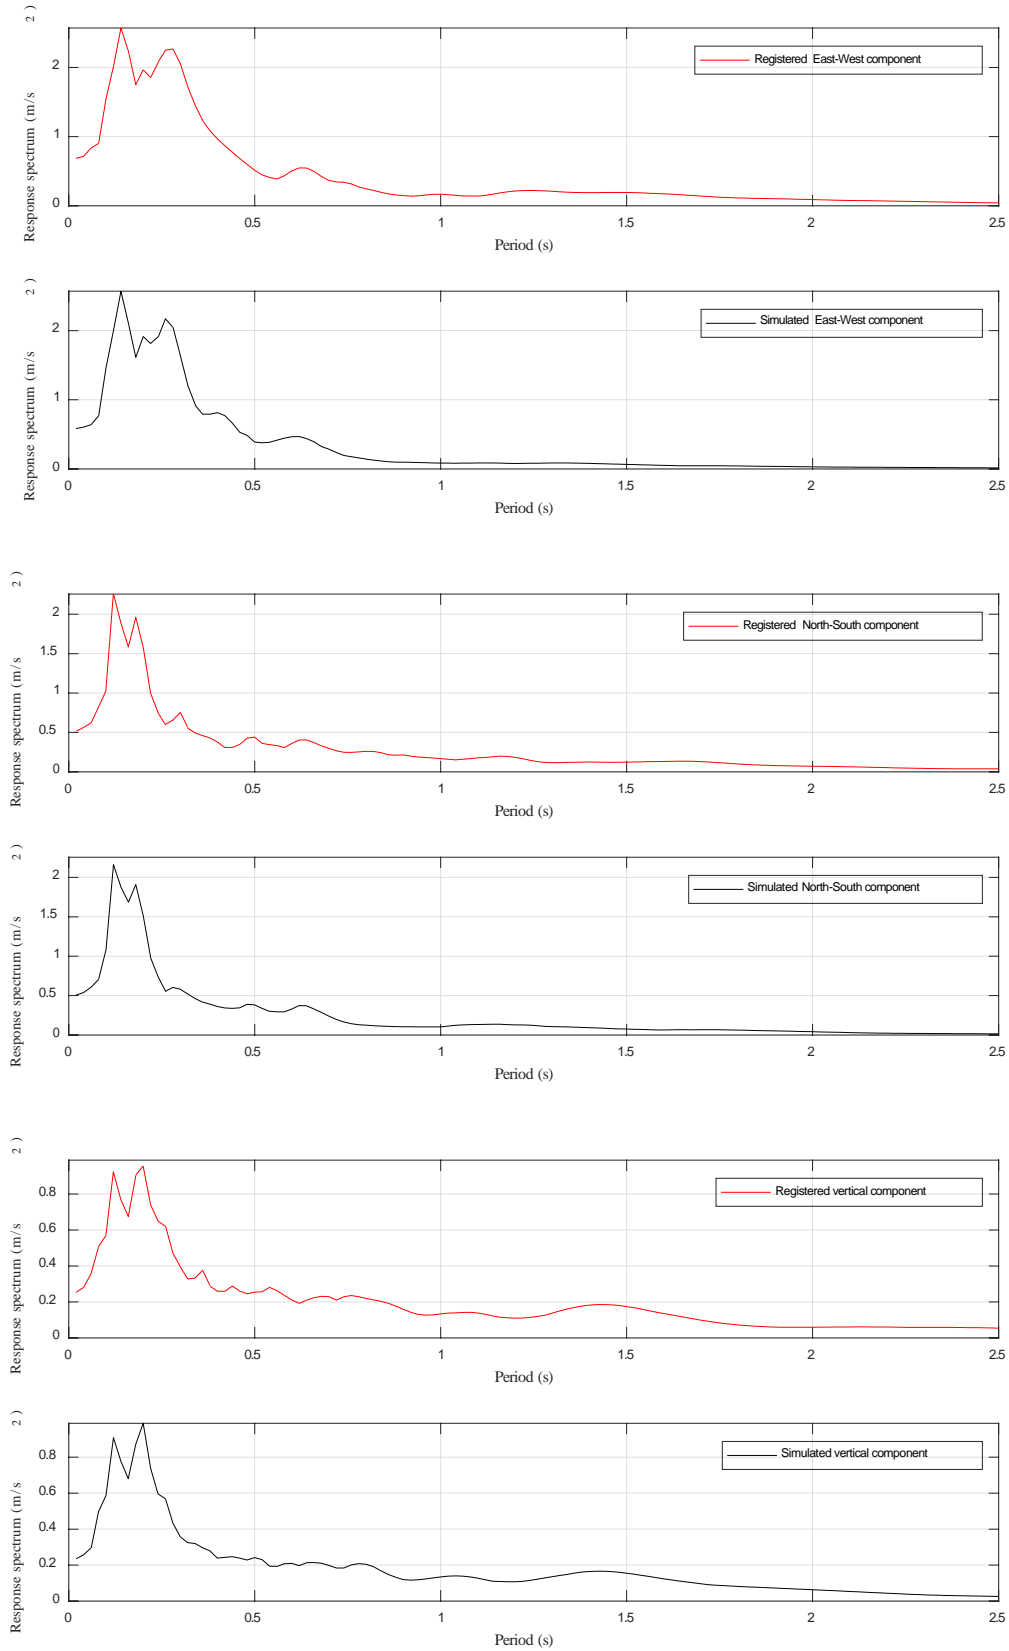 Response spectrum (m/s 2)
2
1
0
Registered East-West component
0 0.5 1 1.5 2 2.5
Period (s)
Response spectrum (m/s 2)
2
1
0
Simulated East-West component
0 0.5 1 1.5 2 2.5
Period (s)
Response spectrum (m/s 2)
2
1.5
1
0.5
0
Registered North-South component
0 0.5 1 1.5 2 2.5
Period (s)
Response spectrum (m/s 2)
2
1.5
1
0.5
0
Simulated North-South component
0 0.5 1 1.5 2 2.5
Period (s)
Response spectrum (m/s 2)
0.8
0.6
0.4
0.2
0
Registered vertical component
0 0.5 1 1.5 2 2.5
Period (s)
Response spectrum (m/s 2)
0.8
0.6
0.4
0.2
0
Simulated vertical component
0 0.5 1 1.5 2 2.5
Period (s)